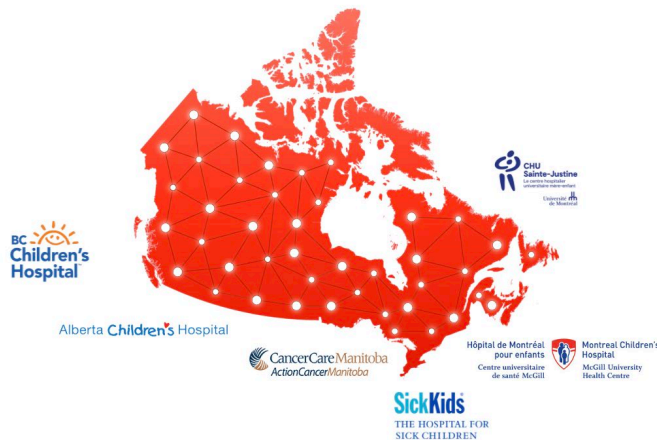 CHU
Sainte-Justine
Le centre hospitalier
universitaire mère-enfant
Université
de Montréal
BC
Children's
Hospital
Alberta Children's Hospital
CancerCare Manitoba
ActionCancerManitoba
Hôpital de Montréal
pour enfants
Centre universitaire
de santé McGill
Montreal Children's
Hospital
McGill University
Health Centre
SickKids
THE HOSPITAL FOR
SICK CHILDREN